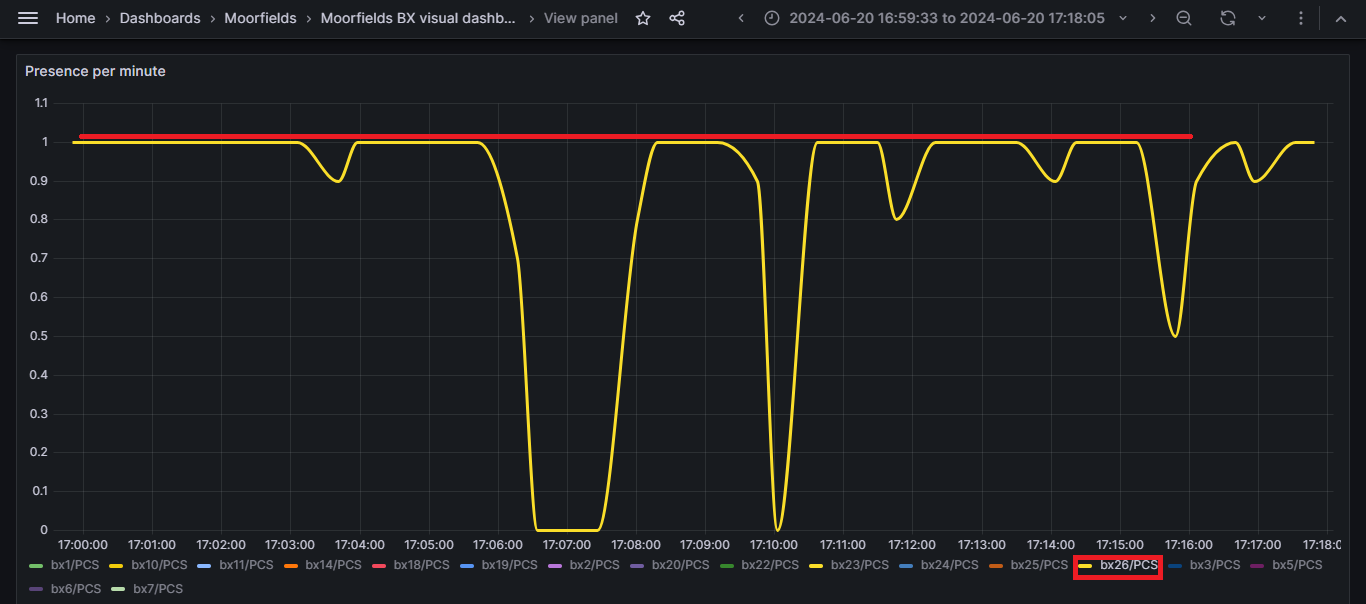 Home › Dashboards › Moorfields › Moorfields BX visual dashb... › View panel 2024-06-20 16:59:33 to 2024-06-20 17:18:05
Presence per minute
1.1
1
0.9
0.8
0.7
0.6
0.5
0.4
0.3
0.2
0.1
0
17:00:00 17:01:00 17:02:00 17:03:00 17:04:00 17:05:00 17:06:00 17:07:00 17:08:00 17:09:00 17:10:00 17:11:00 17:12:00 17:13:00 17:14:00 17:15:00 17:16:00 17:17:00 17:18:0
bx1/PCS bx10/PCS bx11/PCS bx14/PCS bx18/PCS bx19/PCS bx2/PCS bx20/PCS bx22/PCS bx23/PCS bx24/PCS bx25/PCS bx26/PCS bx3/PCS bx5/PCS
bx6/PCS bx7/PCS